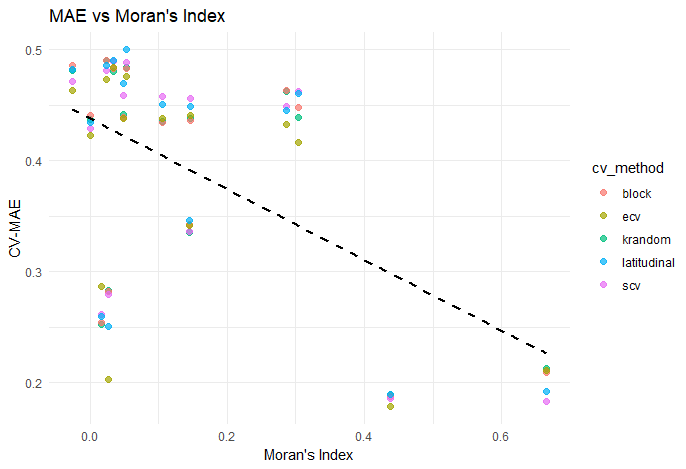 MAE vs Moran's Index
CV-MAE
0.5
0.4
0.3
0.2
0.0
0.2
0.4
0.6
Moran's Index
cv_method
block
ecv
krandom
latitudinal
scv